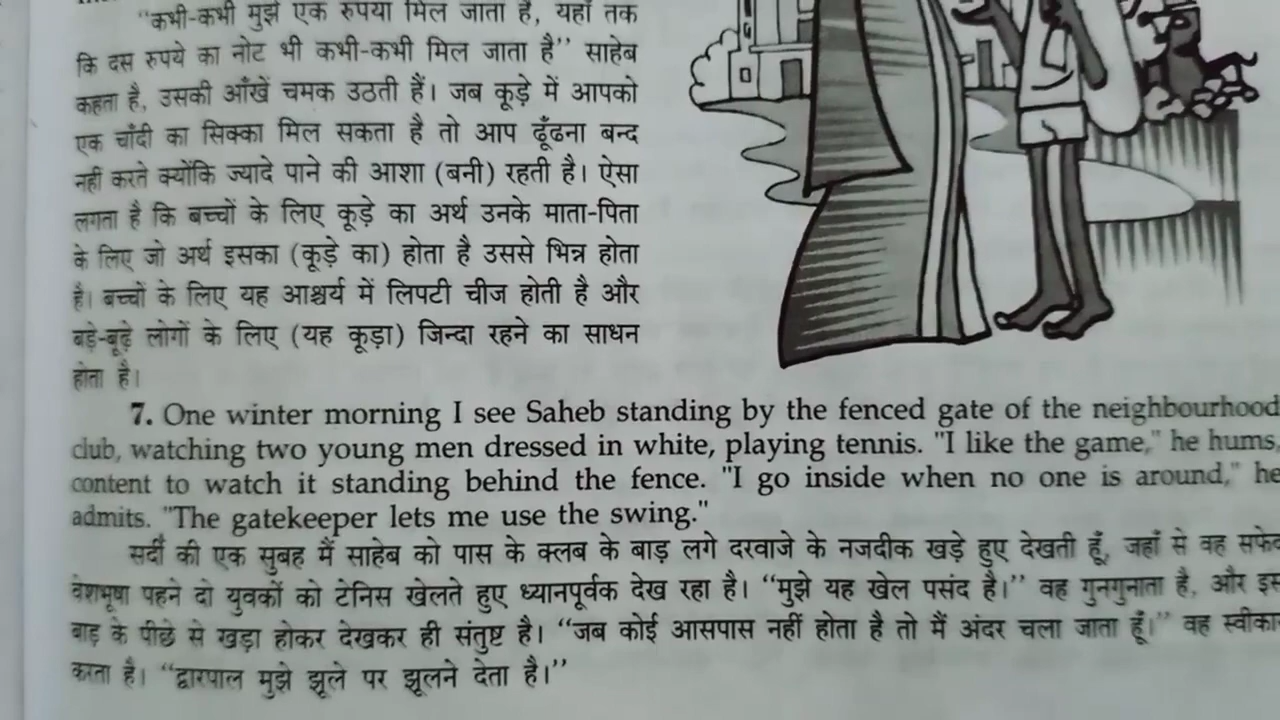 "कभी-कभी मुझे एक रुपया मिल जाता है, यहाँ तक
कि दस रुपये का नोट भी कभी-कभी मिल जाता है" साहेब
कहता है, उसकी आँखें चमक उठती हैं। जब कूड़े में आपको
एक चाँदी का सिक्का मिल सकता है तो आप ढूँढना बन्द
नहीं करते क्योंकि ज्यादे पाने की आशा (बनी) रहती है। ऐसा
लगता है कि बच्चों के लिए कूड़े का अर्थ उनके माता-पिता
के लिए जो अर्थ इसका (कूड़े का) होता है उससे भिन्न होता
है। बच्चों के लिए यह आश्चर्य में लिपटी चीज होती है और
बड़े-बूढ़े लोगों के लिए (यह कूड़ा) जिन्दा रहने का साधन
होता है।
7. One winter morning I see Saheb standing by the fenced gate of the neighbourhood
club, watching two young men dressed in white, playing tennis. "I like the game," he hums,
content to watch it standing behind the fence. "I go inside when no one is around," he
admits. "The gatekeeper lets me use the swing."
सर्दी की एक सुबह मैं साहेब को पास के क्लब के बाड़ लगे दरवाजे के नजदीक खड़े हुए देखती हूँ, जहाँ से वह
वेशभूषा पहने दो युवकों को टेनिस खेलते हुए ध्यानपूर्वक देख रहा है। "मुझे यह खेल पसंद है।" वह गुनगुनाता है, और
बाड़ के पीछे से खड़ा होकर देखकर ही संतुष्ट है। "जब कोई आसपास नहीं होता है तो मैं अंदर चला जाता हूँ।" वह
करता है। "द्वारपाल मुझे झूले पर झूलने देता है।"